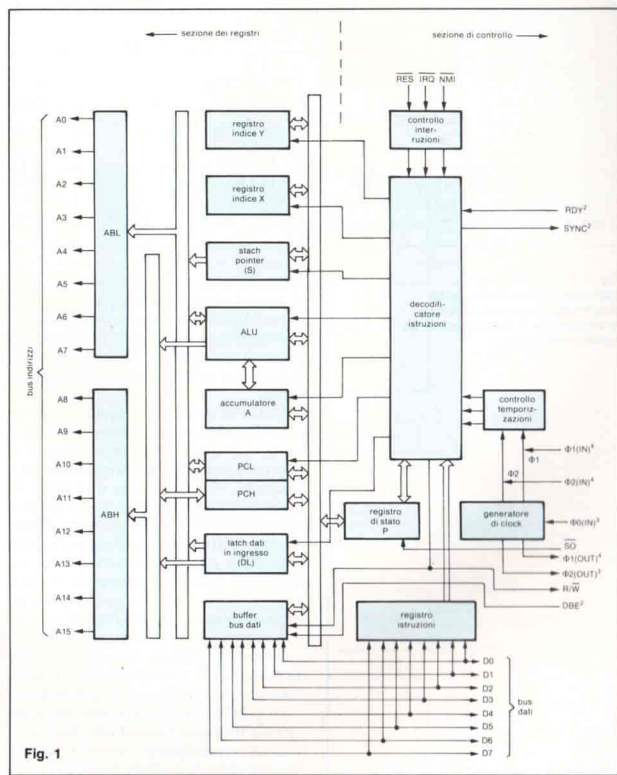 sezione dei registri
sezione di controllo
RES IRQ NMI
A0
A1
A2
A3
A4
A5
A6
A7
A8
A9
A10
A11
A12
A13
A14
A15
bus indirizzi
ABL
ABH
registro
indice Y
registro
indice X
stach
pointer
(S)
ALU
accumulatore
A
PCL
PCH
latch dati
in ingresso
(DL)
buffer
bus dati
controllo
inter-
ruzioni
decodifi-
catore
istruzioni
registro
di stato
P
registro
istruzioni
controllo
temporiz-
zazioni
generatore
di clock
RDY²
SYNC²
Φ1(IN)⁴
Φ1
Φ2
Φ2(IN)⁴
Φ0(IN)³
SO
Φ1(OUT)⁴
Φ2(OUT)³
R/W
DBE²
D0
D1
D2
D3
D4
D5
D6
D7
bus
dati
Fig. 1